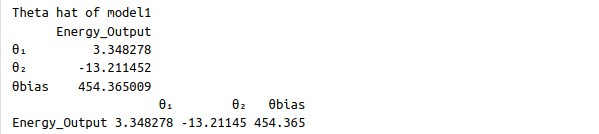 Theta hat of model1
Energy_Output
θ₁ 3.348278
θ₂ -13.211452
θbias 454.365009
θ₁ θ₂ θbias
Energy_Output 3.348278 -13.21145 454.365